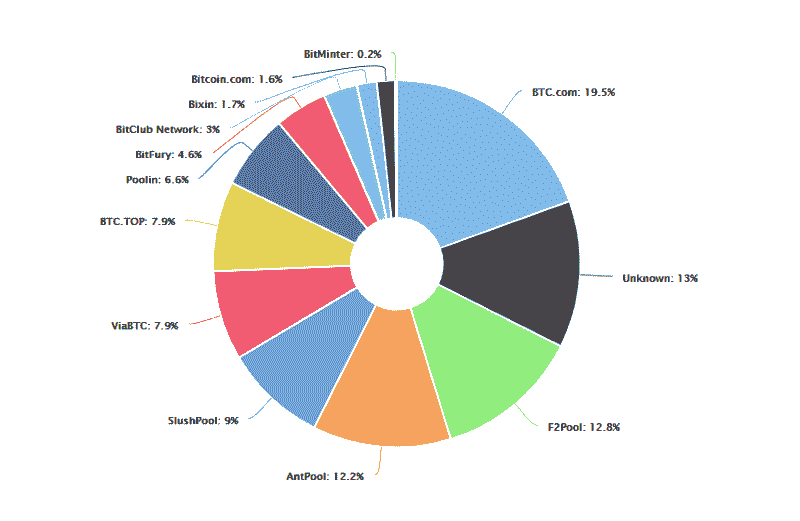 BitMinter: 0.2%
Bitcoin.com: 1.6%
BTC.com: 19.5%
Bixin: 1.7%
BitClub Network: 3%
BitFury: 4.6%
Poolin: 6.6%
BTC.TOP: 7.9%
Unknown: 13%
ViaBTC: 7.9%
SlushPool: 9%
F2Pool: 12.8%
AntPool: 12.2%